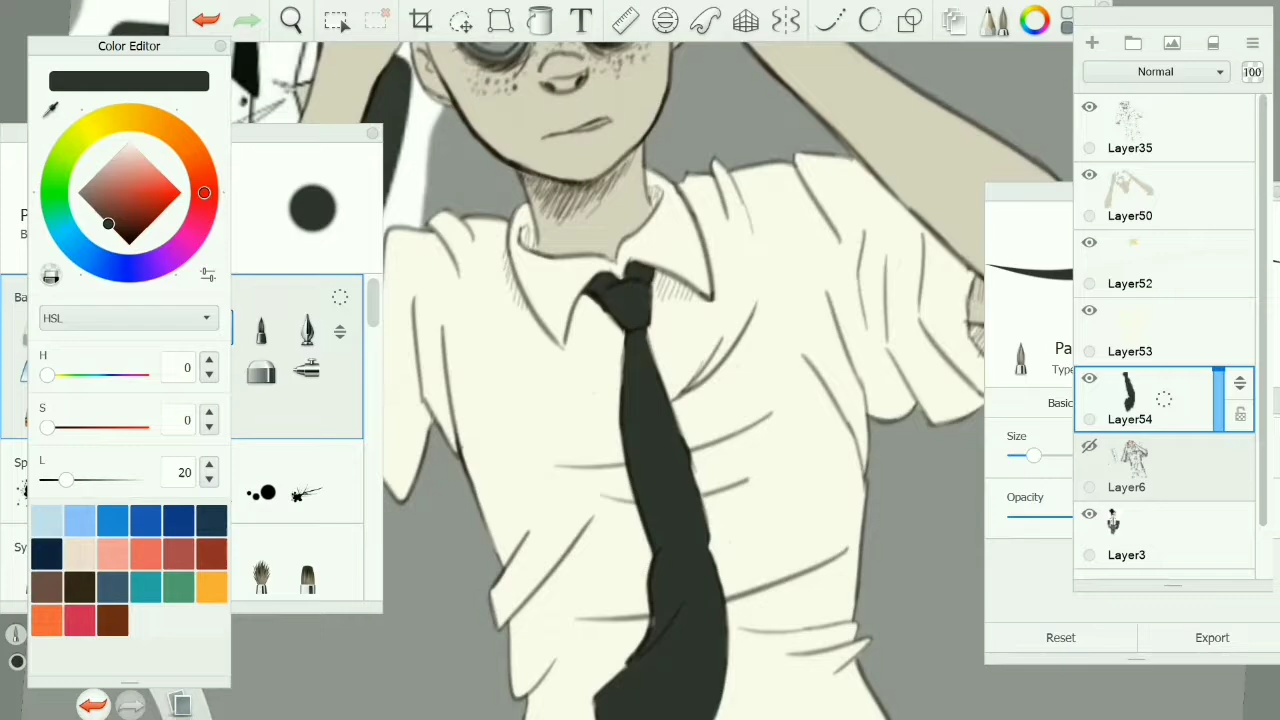 Color Editor
HSL
H
0
S
0
L
20
Normal
100
Layer35
Layer50
Layer52
Layer53
Layer54
Layer6
Layer3
Basic
Size
Opacity
Reset
Export